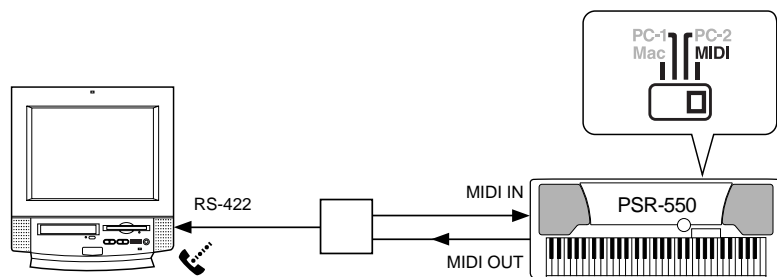 PC-1 PC-2
Mac MIDI
RS-422
MIDI IN
PSR-550
MIDI OUT